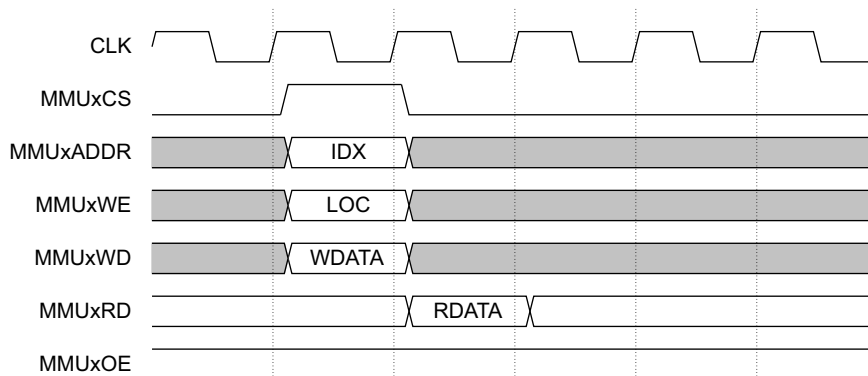 CLK
MMUxCS
MMUxADDR IDX
MMUxWE LOC
MMUxWD WDATA
MMUxRD RDATA
MMUxOE